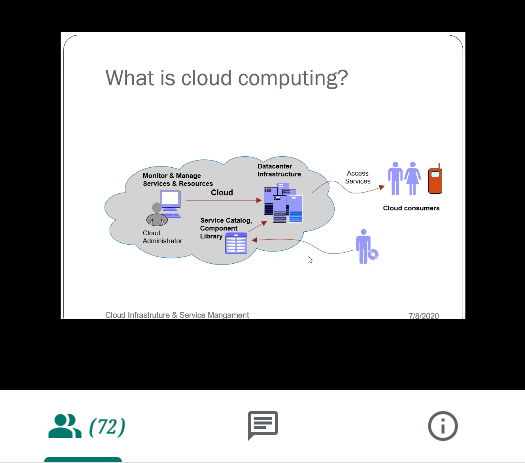 What is cloud computing?
Monitor & Manage
Services & Resources
Cloud
Datacenter
Infrastructure
Access
Services
Cloud consumers
Service Catalog,
Component
Library
Cloud
Administrator
Cloud Infrastruture & Service Mangament
7/8/2020
(72)